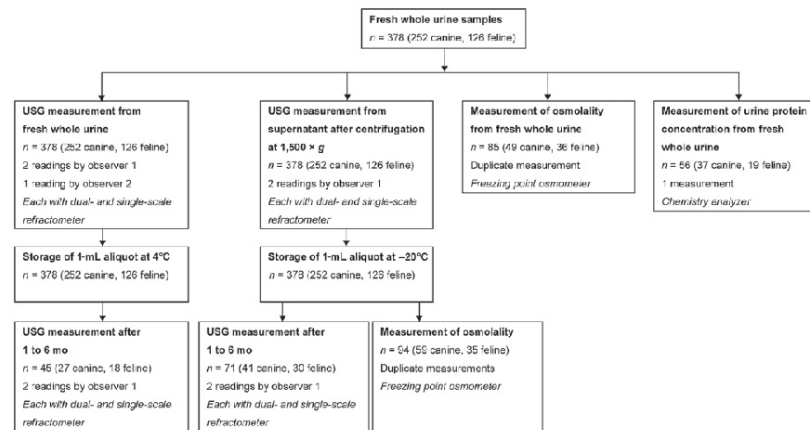 Fresh whole urine samples
n = 378 (252 canine, 126 feline)
USG measurement from
fresh whole urine
n = 378 (252 canine, 126 feline)
2 readings by observer 1
1 reading by observer 2
Each with dual- and single-scale
refractometer
USG measurement from
supernatant after centrifugation
at 1,500 × g
n = 378 (252 canine, 126 feline)
2 readings by observer 1
Each with dual- and single-scale
refractometer
Measurement of osmolality
from fresh whole urine
n = 85 (49 canine, 36 feline)
Duplicate measurement
Freezing point osmometer
Measurement of urine protein
concentration from fresh
whole urine
n = 56 (37 canine, 19 feline)
1 measurement
Chemistry analyzer
Storage of 1-mL aliquot at 4°C
n = 378 (252 canine, 126 feline)
Storage of 1-mL aliquot at –20°C
n = 378 (252 canine, 126 feline)
USG measurement after
1 to 6 mo
n = 45 (27 canine, 18 feline)
2 readings by observer 1
Each with dual- and single-scale
refractometer
USG measurement after
1 to 6 mo
n = 71 (41 canine, 30 feline)
2 readings by observer 1
Each with dual- and single-scale
refractometer
Measurement of osmolality
n = 94 (59 canine, 35 feline)
Duplicate measurements
Freezing point osmometer